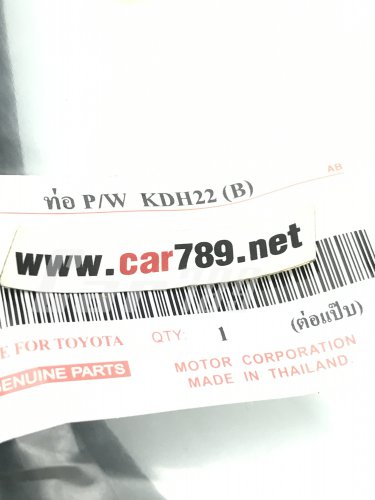 AB
ท่อ P/W KDH22 (B)
www.car789.net
E FOR TOYOTA
QTY: 1 (ต่อแป๊บ)
GENUINE PARTS
MOTOR CORPORATION
MADE IN THAILAND.